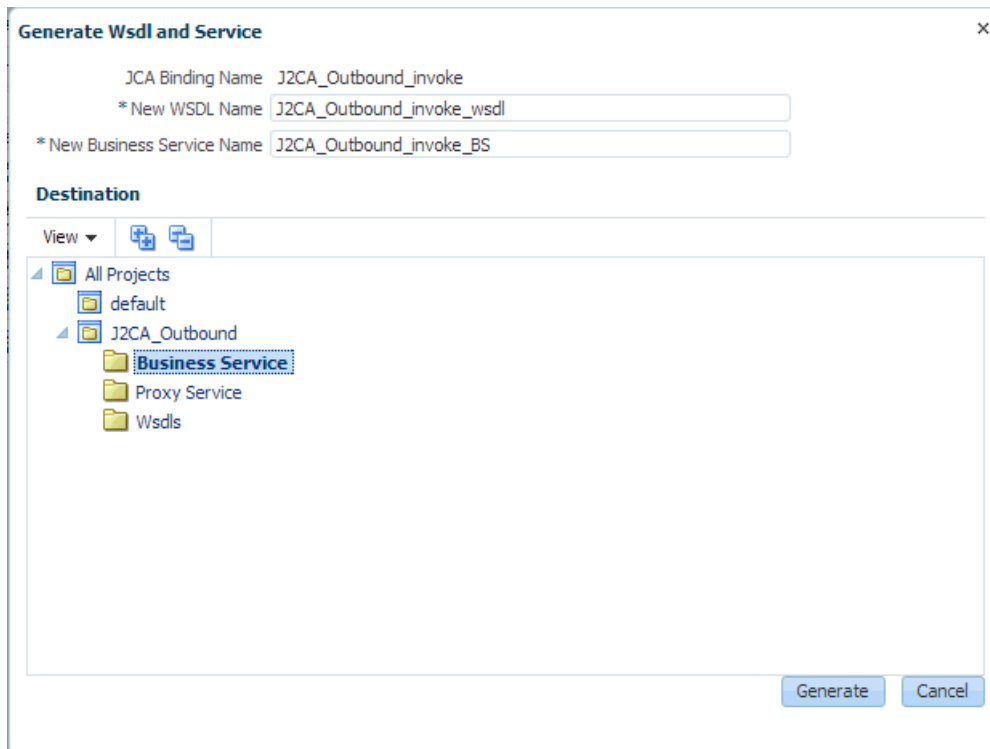 Generate Wsdl and Service
JCA Binding Name J2CA_Outbound_invoke
* New WSDL Name J2CA_Outbound_invoke_wsdl
* New Business Service Name J2CA_Outbound_invoke_BS
Destination
View
All Projects
default
J2CA_Outbound
Business Service
Proxy Service
Wsdls
Generate Cancel